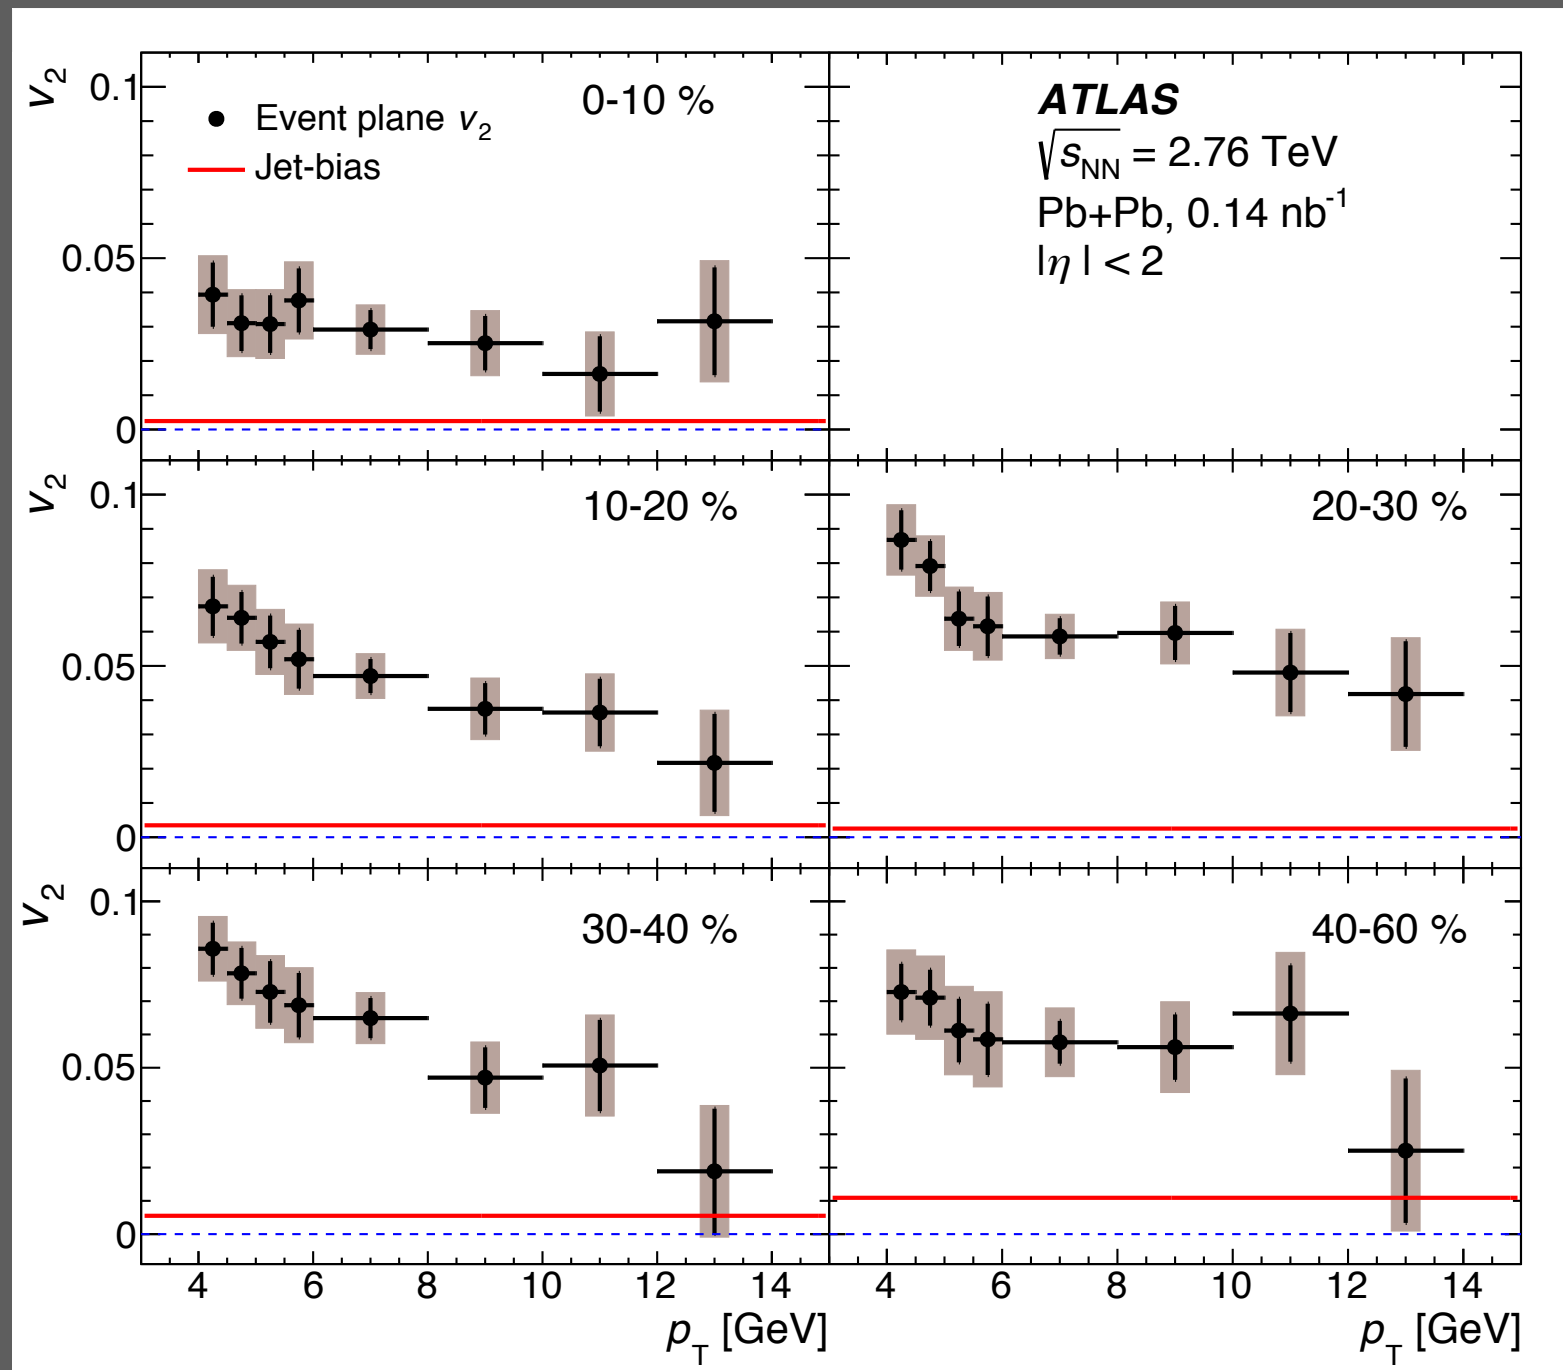 v2
0.1
0.05
0
Event plane v2
Jet-bias
0-10 %
ATLAS
√sNN = 2.76 TeV
Pb+Pb, 0.14 nb-1
|η | < 2
v2
0.1
0.05
0
10-20 %
20-30 %
v2
0.1
0.05
0
30-40 %
40-60 %
4 6 8 10 12 14
4 6 8 10 12 14
pT [GeV]
pT [GeV]